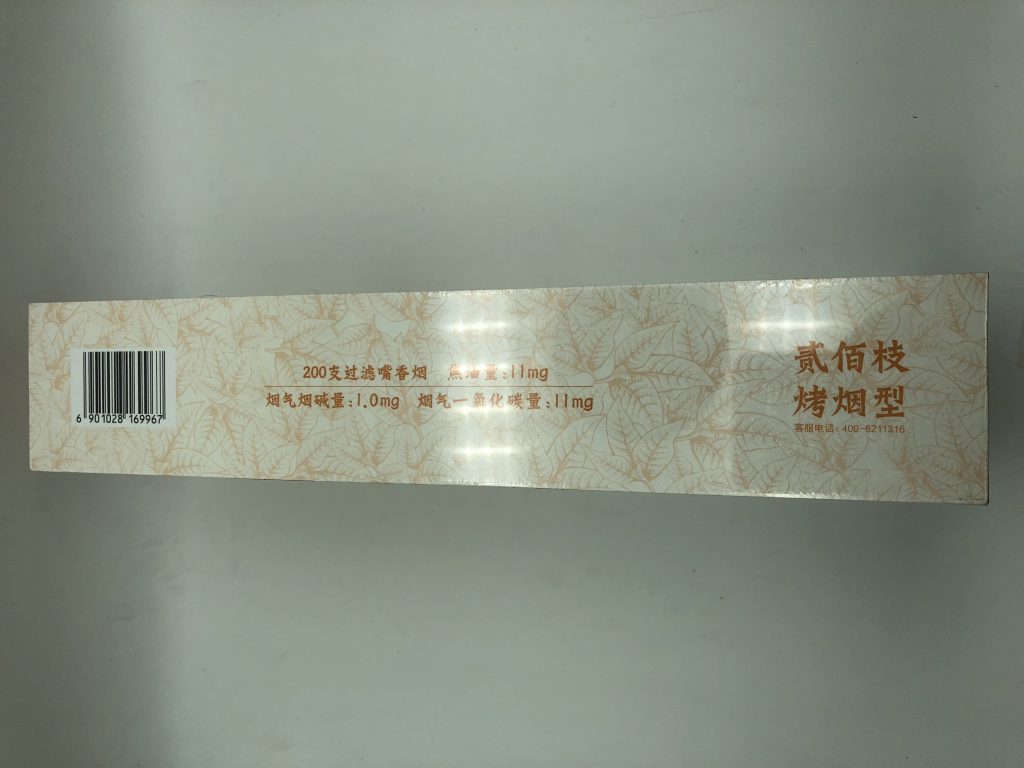 200支过滤嘴香烟 焦油量:11mg
烟气烟碱量:1.0mg 烟气一氧化碳量:11mg
贰佰枝
烤烟型
客服电话:400-6211316
6 901028 169967